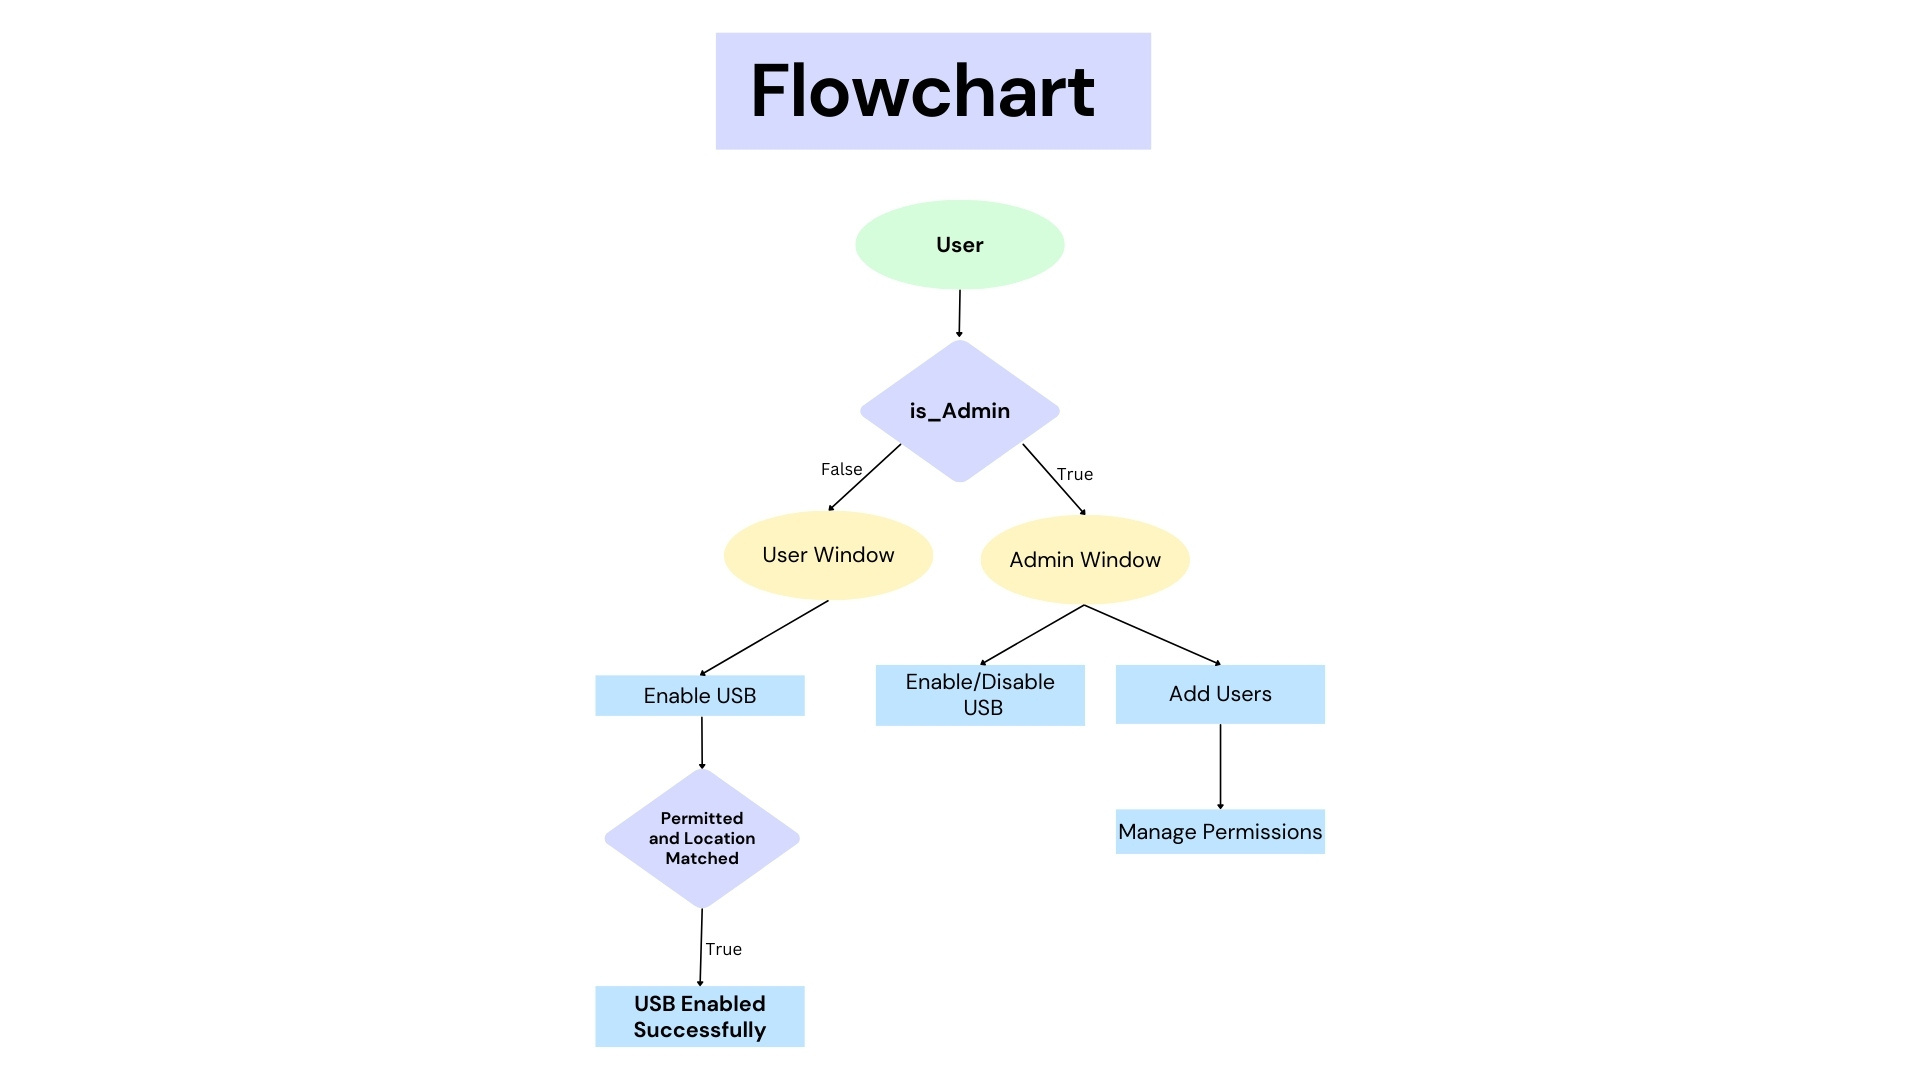 Flowchart
User
is_Admin
False
True
User Window
Admin Window
Enable USB
Enable/Disable
USB
Add Users
Permitted
and Location
Matched
Manage Permissions
True
USB Enabled
Successfully